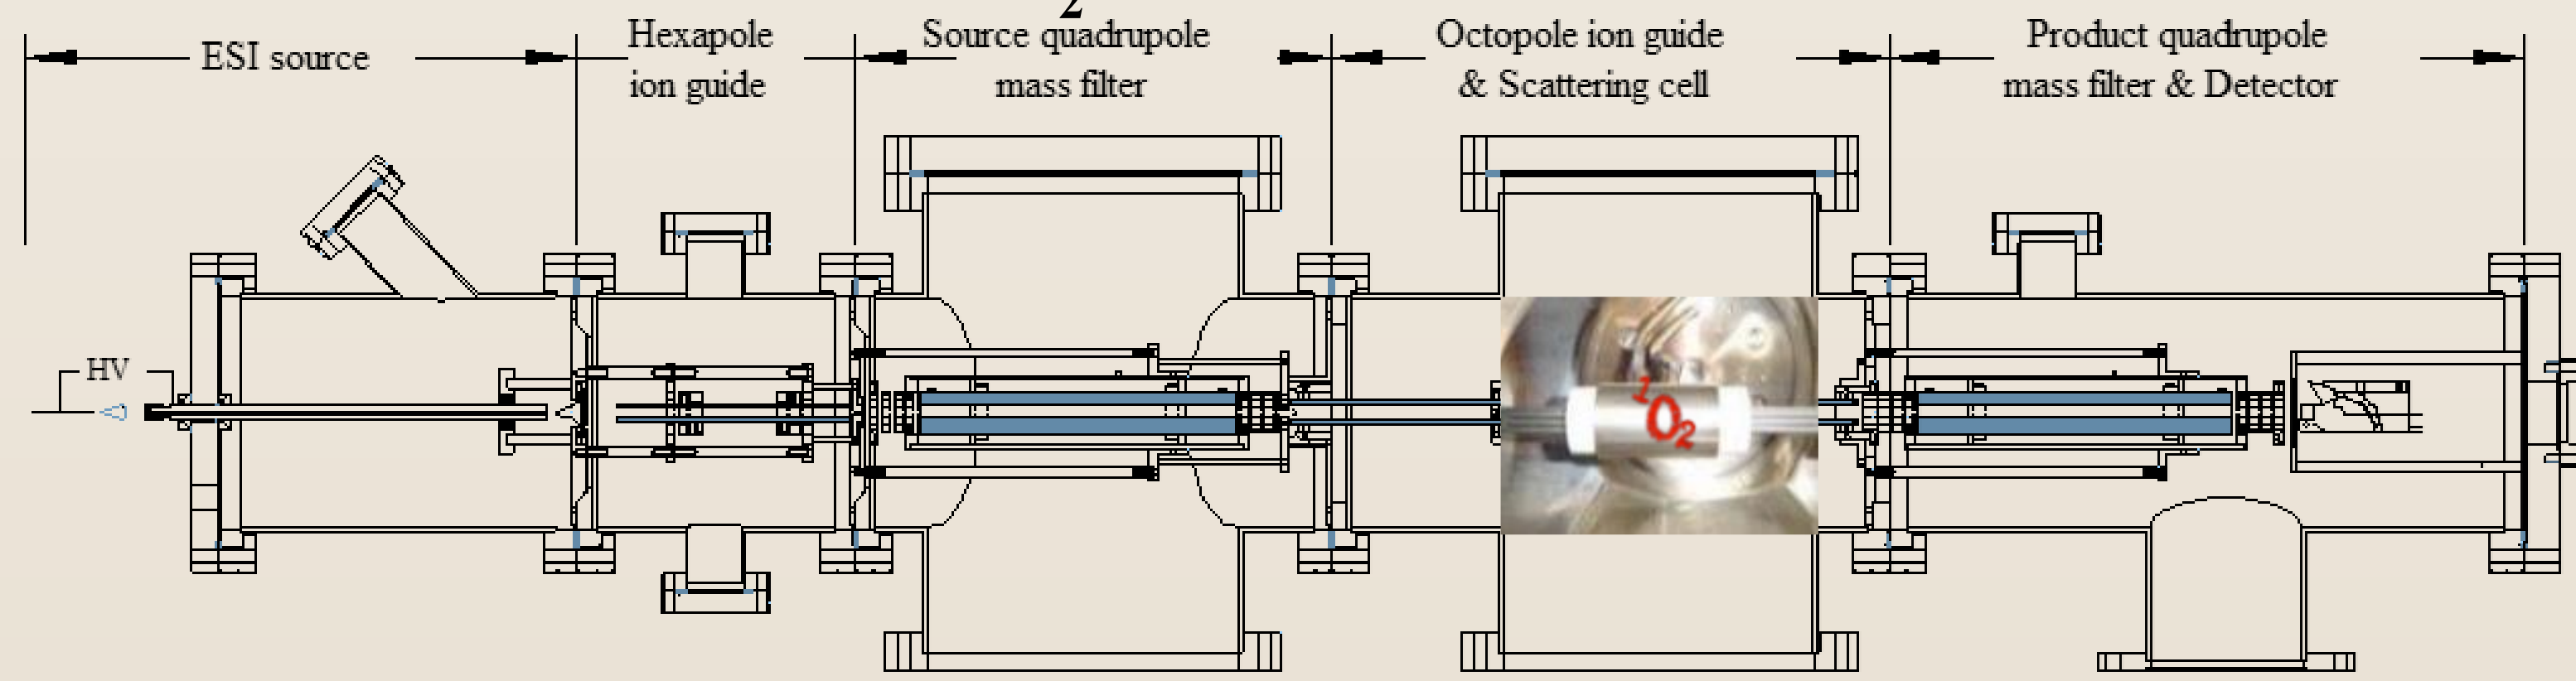 2
ESI source
Hexapole
ion guide
Source quadrupole
mass filter
Octopole ion guide
& Scattering cell
Product quadrupole
mass filter & Detector
HV
¹O₂